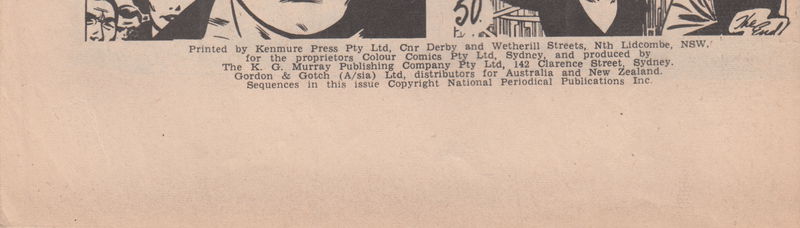 50
The End!
Printed by Kenmure Press Pty Ltd, Cnr Derby and Wetherill Streets, Nth Lidcombe, NSW.
for the proprietors Colour Comics Pty Ltd, Sydney, and produced by
The K. G. Murray Publishing Company Pty Ltd, 142 Clarence Street, Sydney.
Gordon & Gotch (A/sia) Ltd, distributors for Australia and New Zealand.
Sequences in this issue Copyright National Periodical Publications Inc.